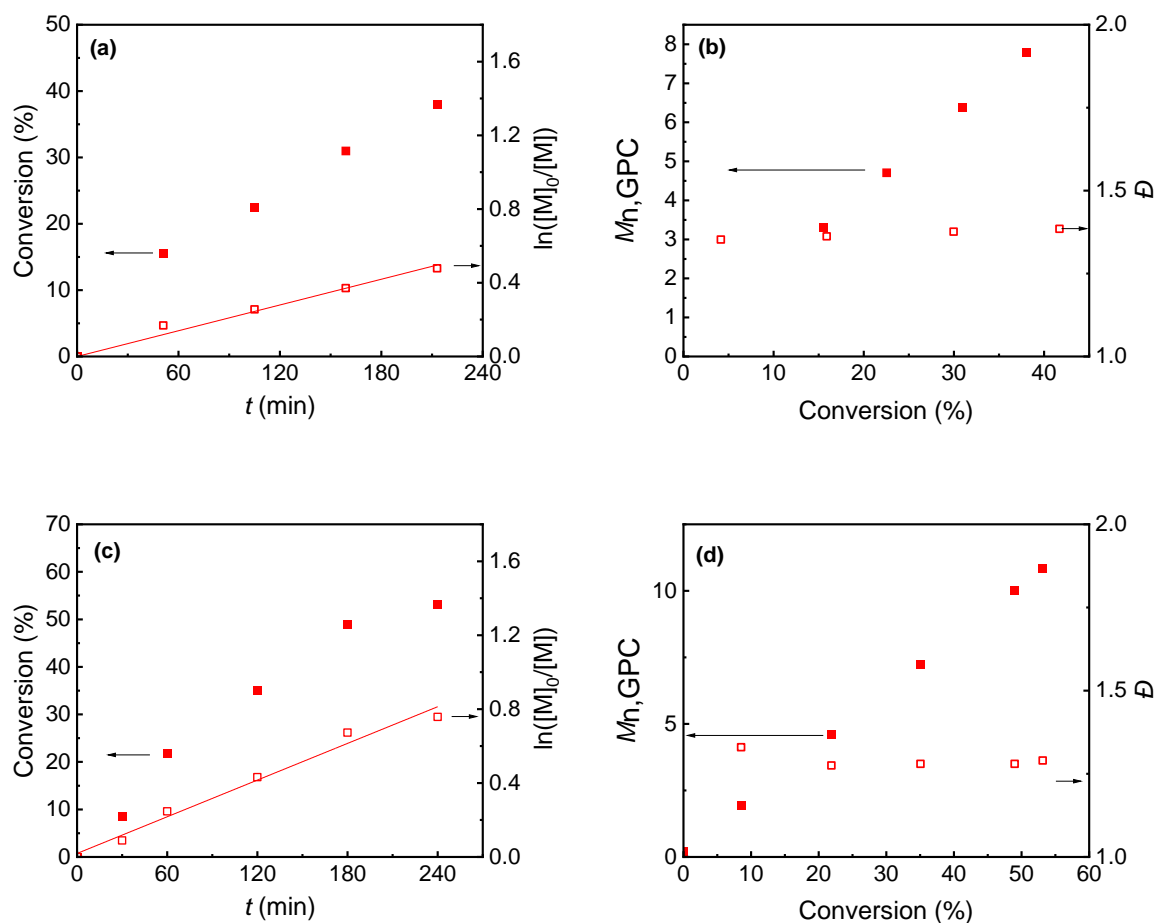 (a)
50
40
30
20
10
0
Conversion (%)
0 60 120 180 240
t (min)
1.6
1.2
0.8
0.4
0.0
ln([M]0/[M])
(b)
8
7
6
5
4
3
2
1
0
Mn,GPC
0 10 20 30 40
Conversion (%)
2.0
1.5
1.0
Đ
(c)
70
60
50
40
30
20
10
0
Conversion (%)
0 60 120 180 240
t (min)
1.6
1.2
0.8
0.4
0.0
ln([M]0/[M])
(d)
10
5
0
Mn,GPC
0 10 20 30 40 50 60
Conversion (%)
2.0
1.5
1.0
Đ